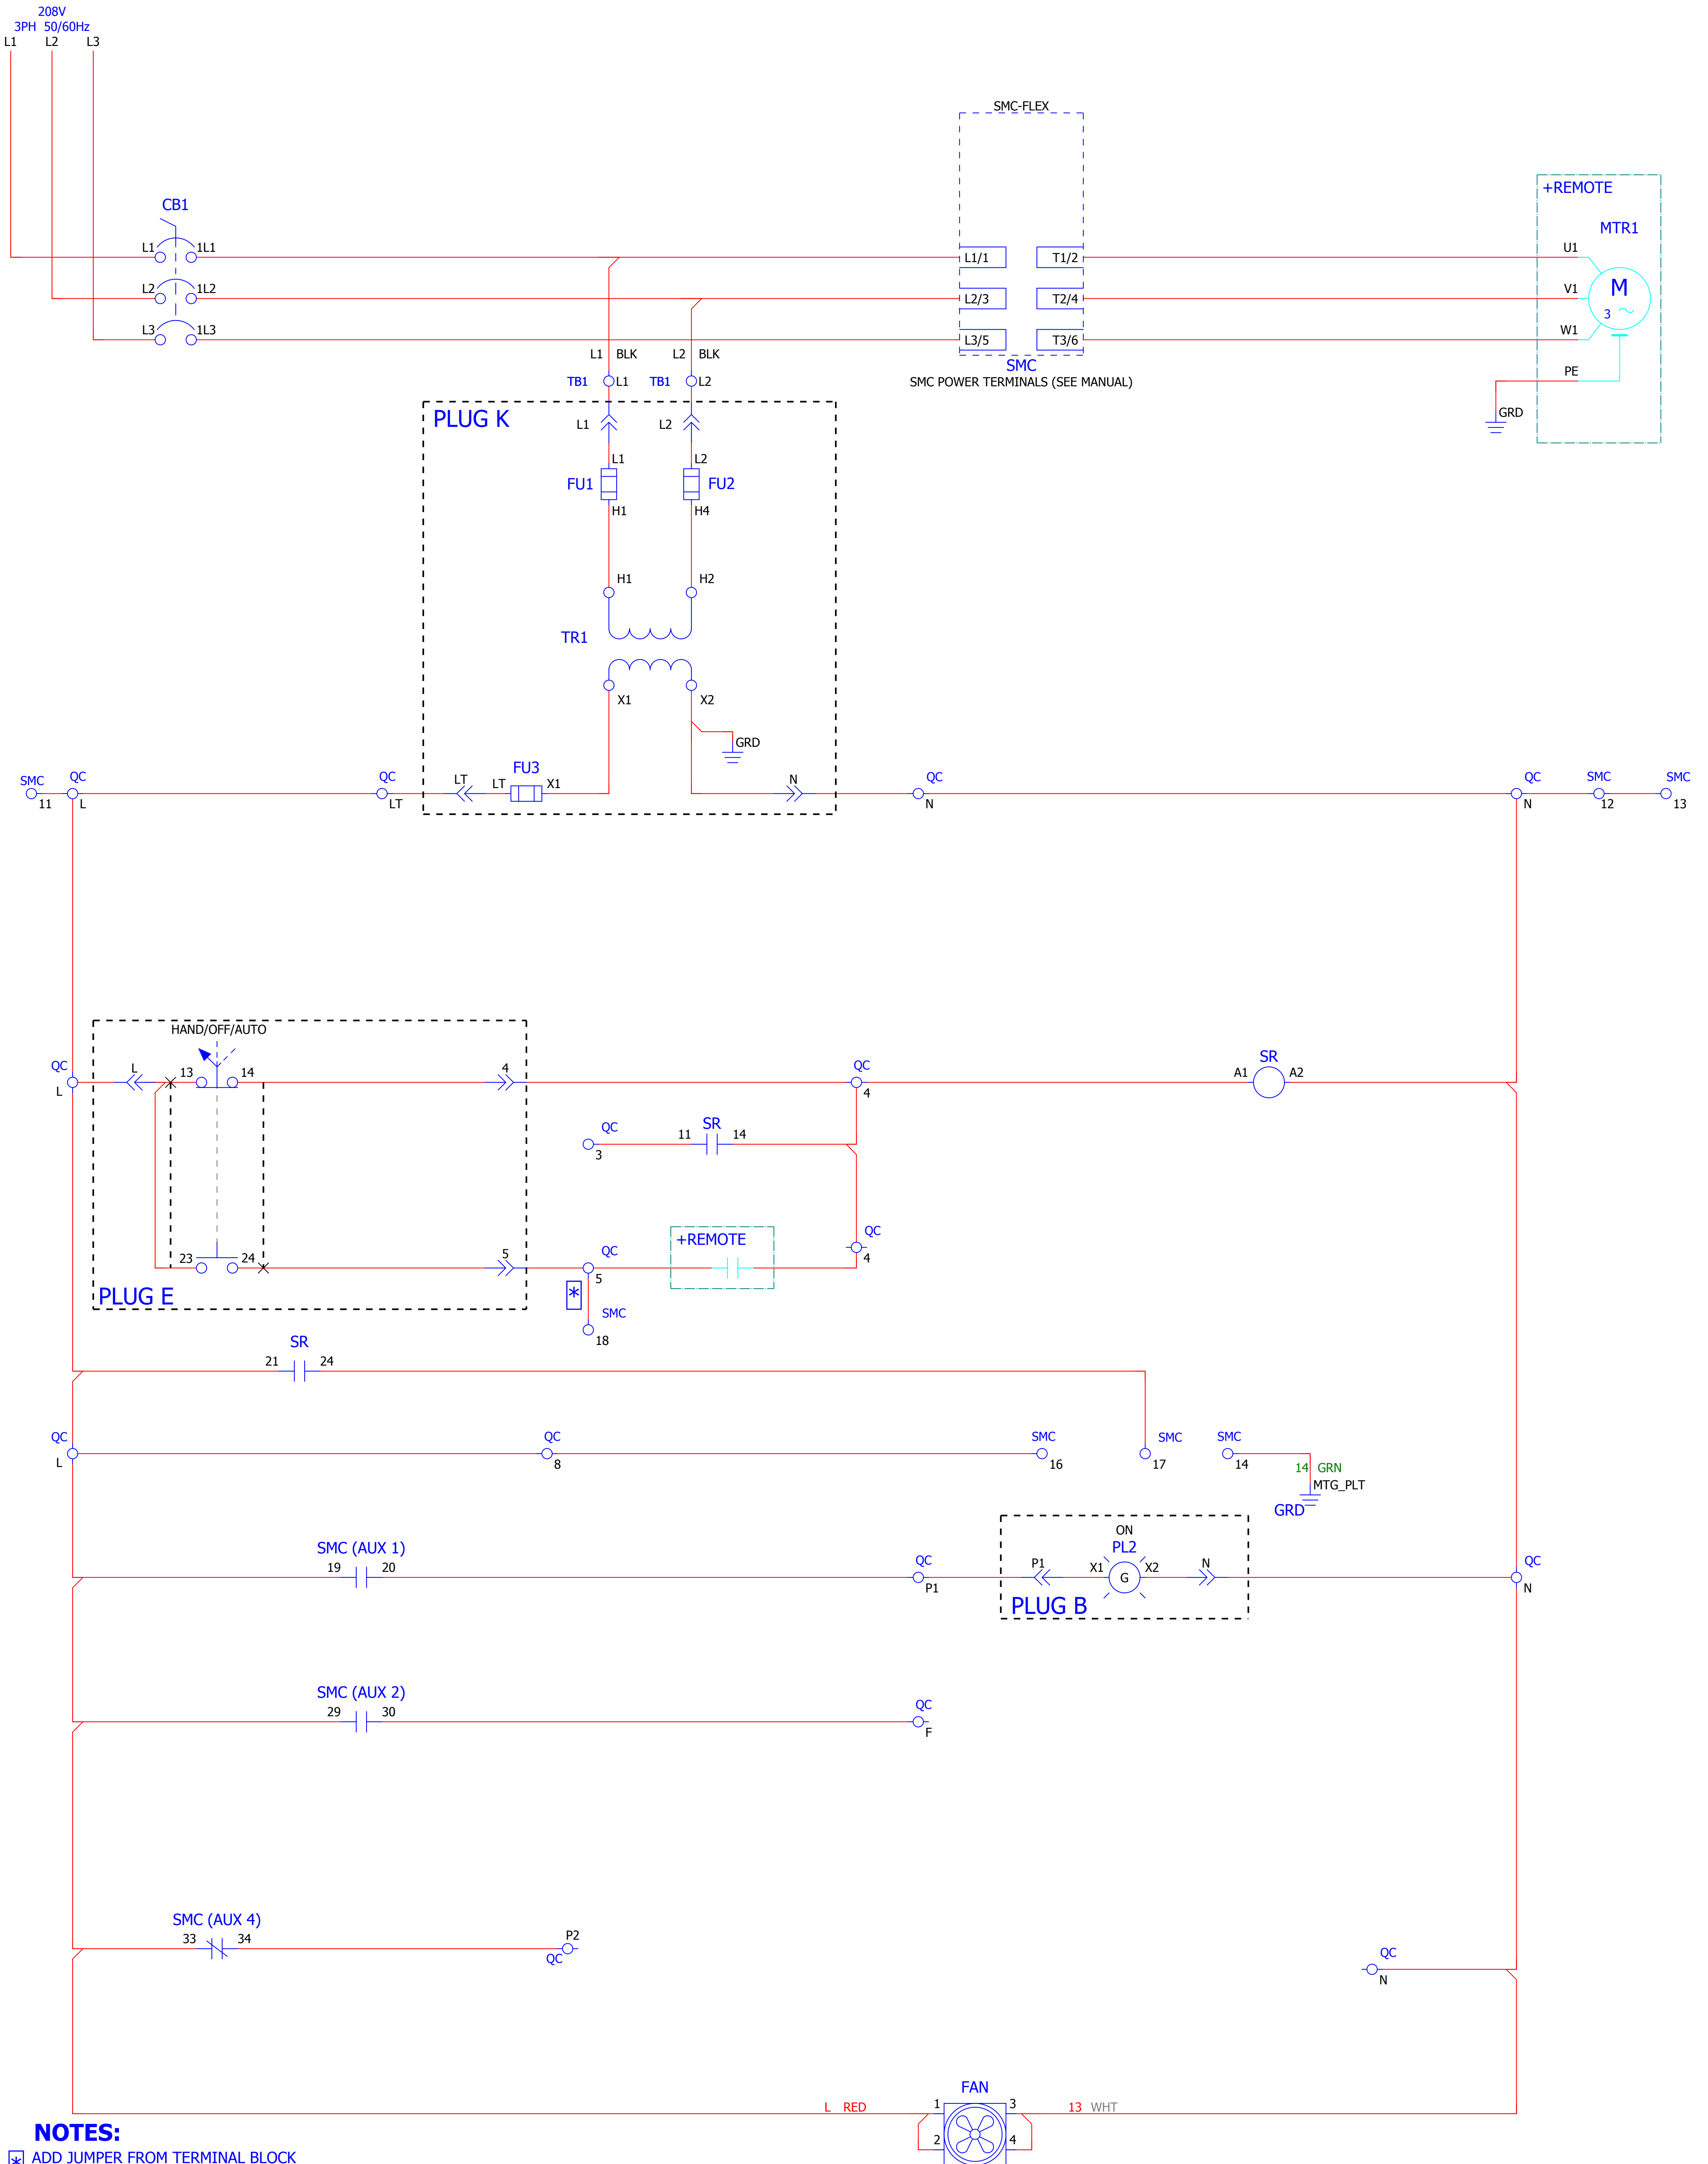 208V
3PH 50/60Hz
L1 L2 L3
SMC-FLEX
CB1
+REMOTE
MTR1
L1 1L1
L1/1 T1/2
U1
L2 1L2
L2/3 T2/4
V1
M
3
L3 1L3
L3/5 T3/6
W1
L1 BLK L2 BLK
SMC
PE
TB1 L1 TB1 L2
SMC POWER TERMINALS (SEE MANUAL)
PLUG K
L1 L2
GRD
L1 L2
FU1 FU2
H1 H4
H1 H2
TR1
X1 X2
GRD
SMC QC QC LT LT FU3 X1 N QC QC SMC SMC
11 L LT N N 12 13
HAND/OFF/AUTO
QC L 13 14 4 QC A1 SR A2
L 4
QC 11 SR 14
3
QC
23 24 5 QC +REMOTE 4
5
PLUG E
*
SMC
18
SR
21 24
QC QC SMC SMC SMC
L 8 16 17 14
14 GRN
MTG_PLT
GRD
ON
SMC (AUX 1) PL2
19 20 QC P1 X1 G X2 N QC
P1 N
PLUG B
SMC (AUX 2)
29 30 QC
F
SMC (AUX 4)
33 34 P2
QC
QC
N
FAN
L RED 1 3 13 WHT
2 4
NOTES:
* ADD JUMPER FROM TERMINAL BLOCK